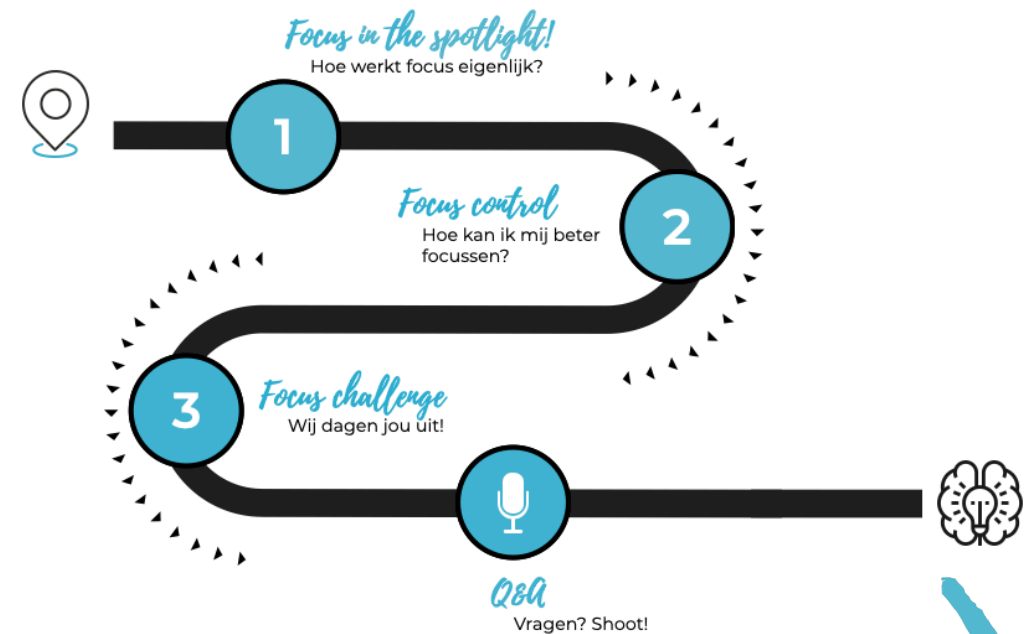 Focus in the spotlight!
Hoe werkt focus eigenlijk?
1
Focus control
Hoe kan ik mij beter
focussen?
2
3
Focus challenge
Wij dagen jou uit!
Q&A
Vragen? Shoot!